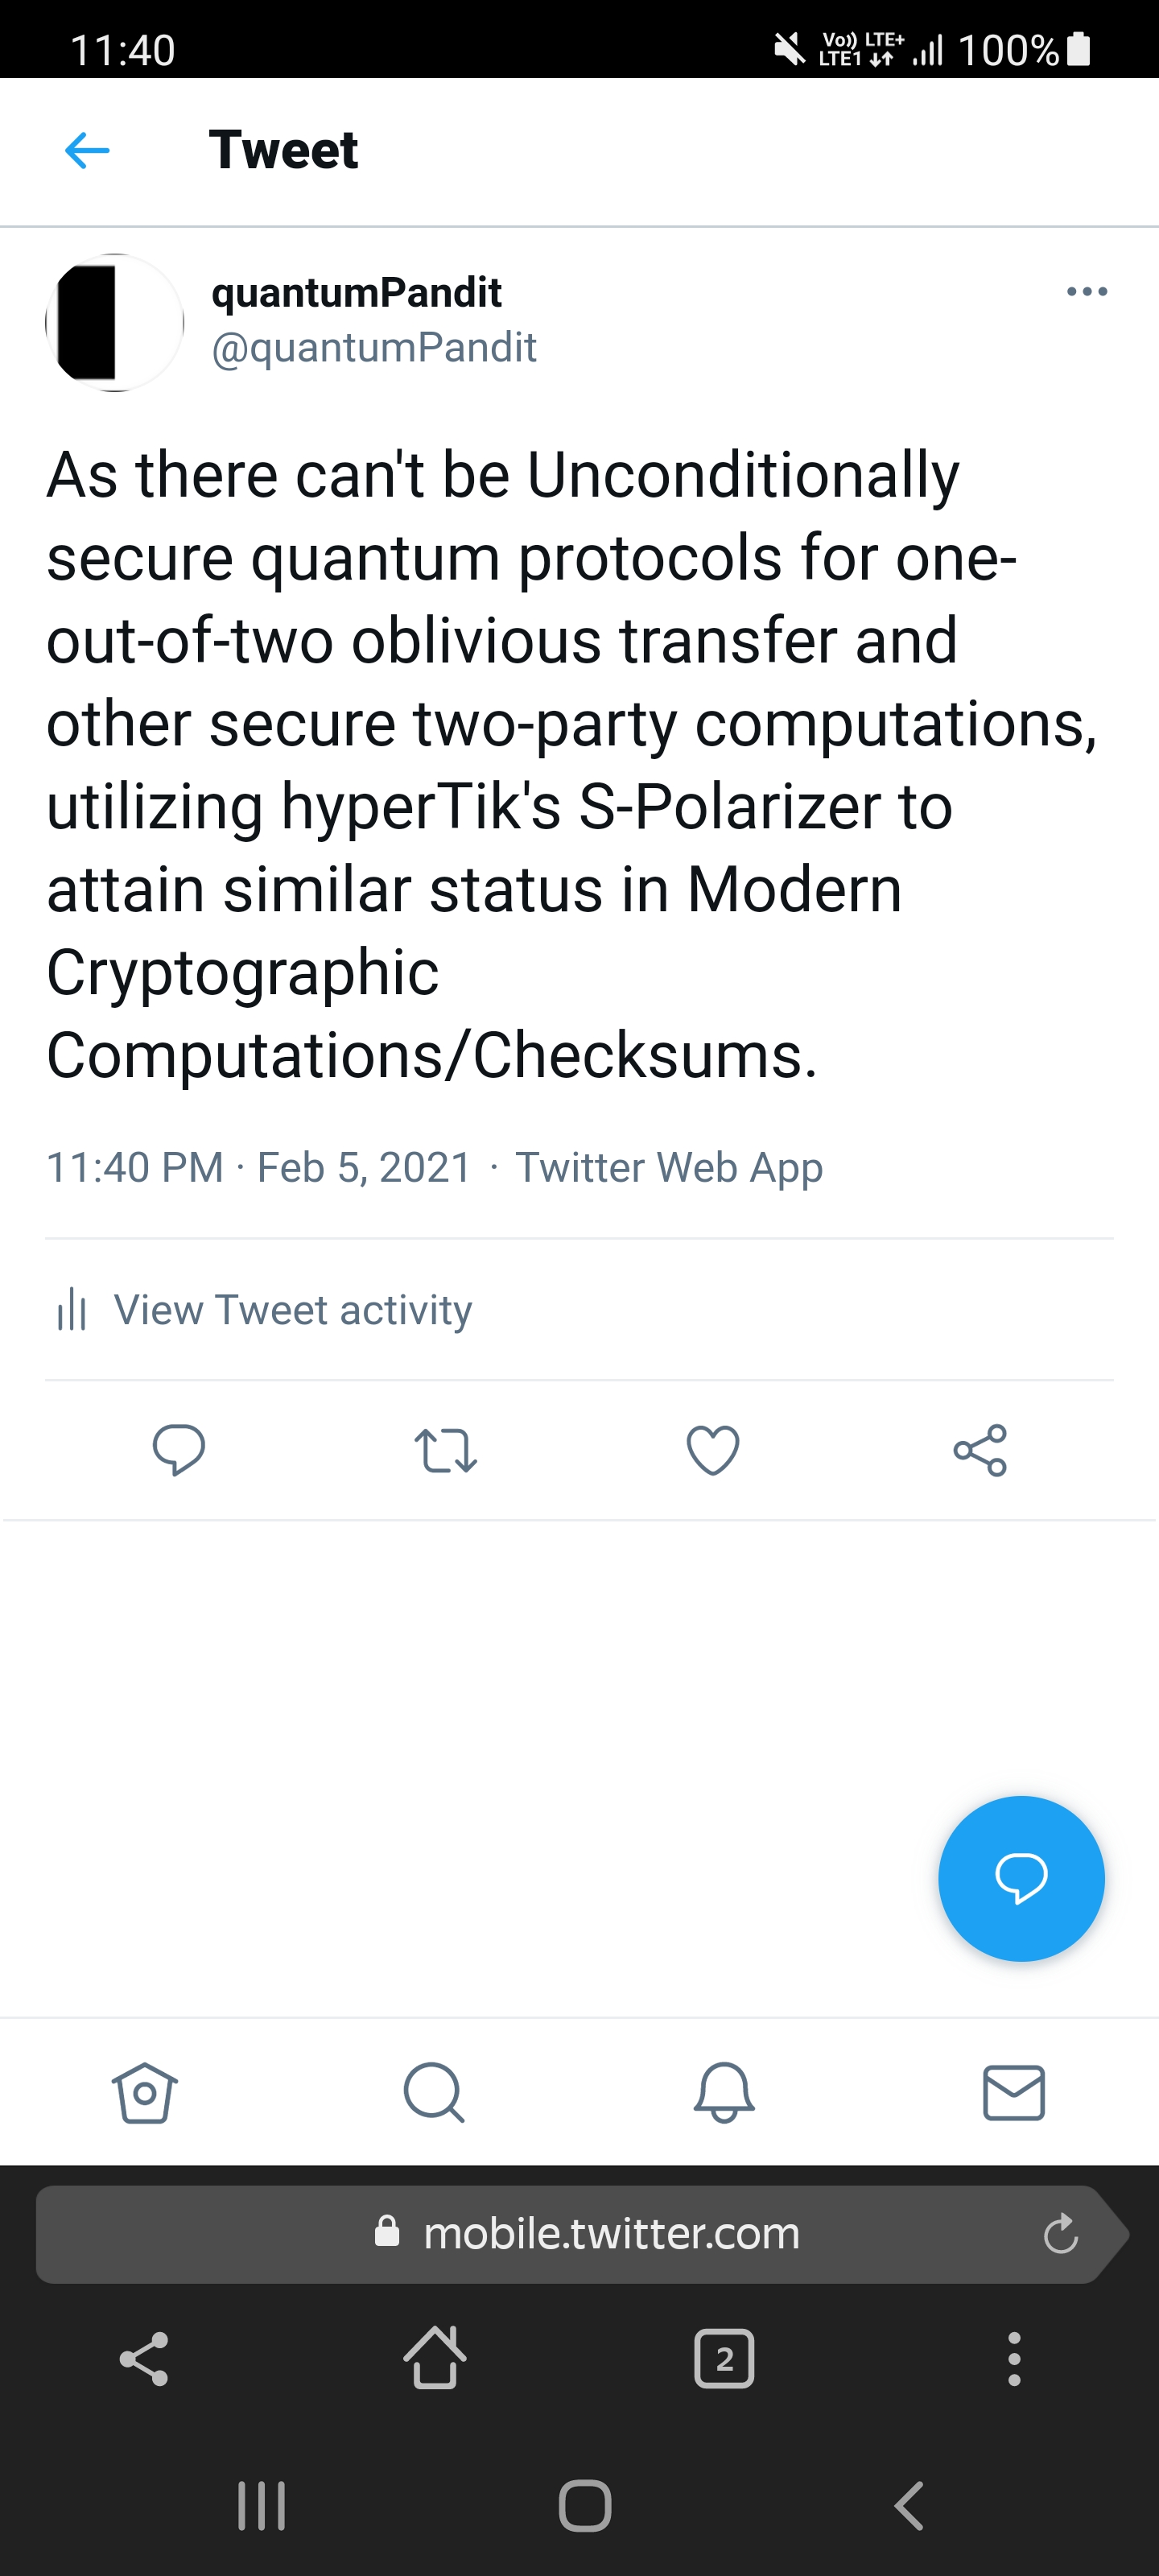 11:40
Vo)) LTE+
LTE1
100%
Tweet
quantumPandit
@quantumPandit
As there can't be Unconditionally
secure quantum protocols for one-
out-of-two oblivious transfer and
other secure two-party computations,
utilizing hyperTik's S-Polarizer to
attain similar status in Modern
Cryptographic
Computations/Checksums.
11:40 PM · Feb 5, 2021 · Twitter Web App
View Tweet activity
mobile.twitter.com
2